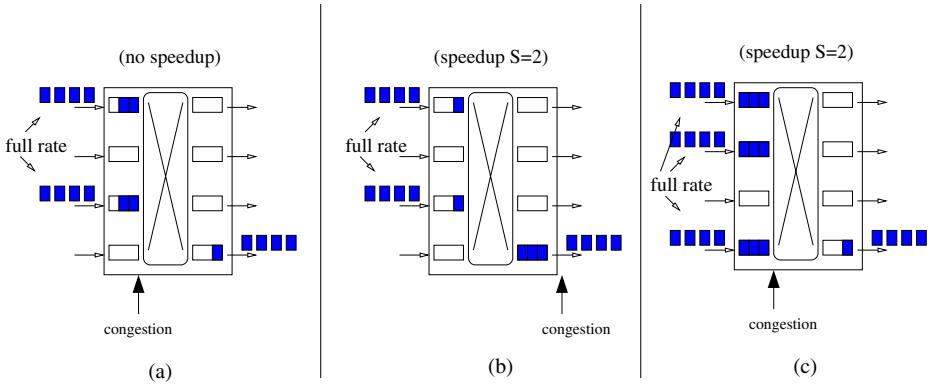 (no speedup)
full rate
congestion
(a)
(speedup S=2)
full rate
congestion
(b)
(speedup S=2)
full rate
congestion
(c)